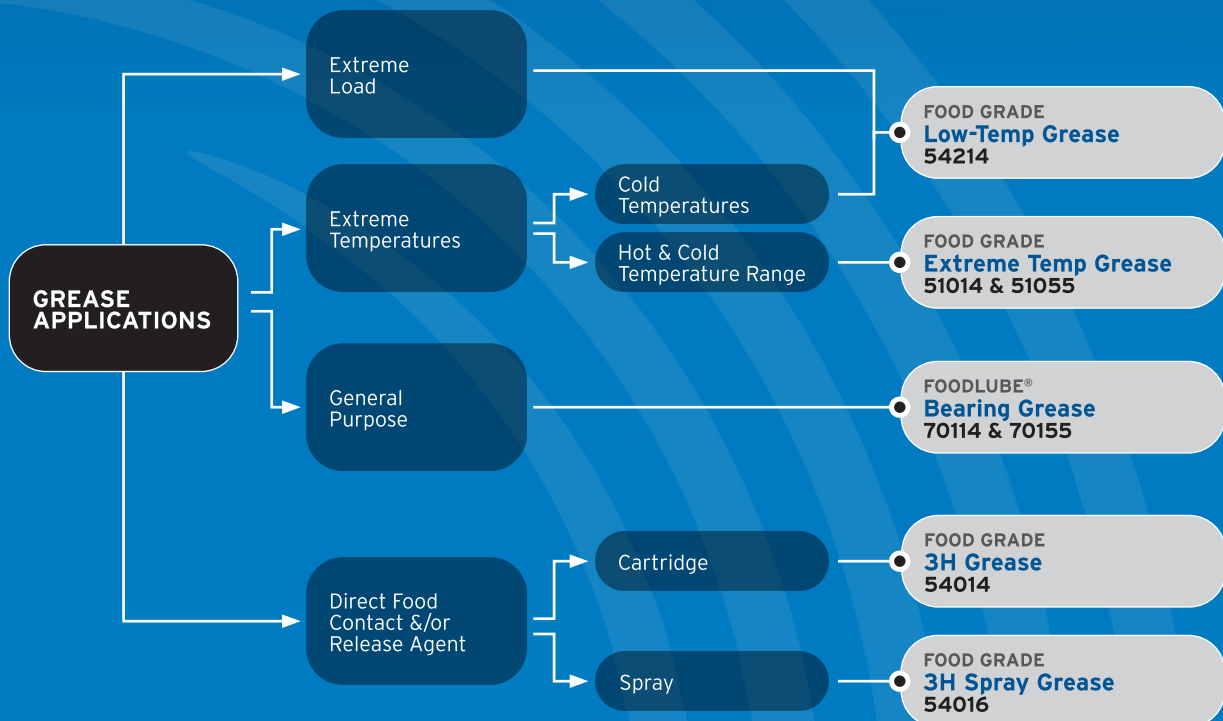 GREASE
APPLICATIONS
Extreme
Load
Extreme
Temperatures
General
Purpose
Direct Food
Contact &/or
Release Agent
Cold
Temperatures
Hot & Cold
Temperature Range
Cartridge
Spray
FOOD GRADE
Low-Temp Grease
54214
FOOD GRADE
Extreme Temp Grease
51014 & 51055
FOODLUBE®
Bearing Grease
70114 & 70155
FOOD GRADE
3H Grease
54014
FOOD GRADE
3H Spray Grease
54016